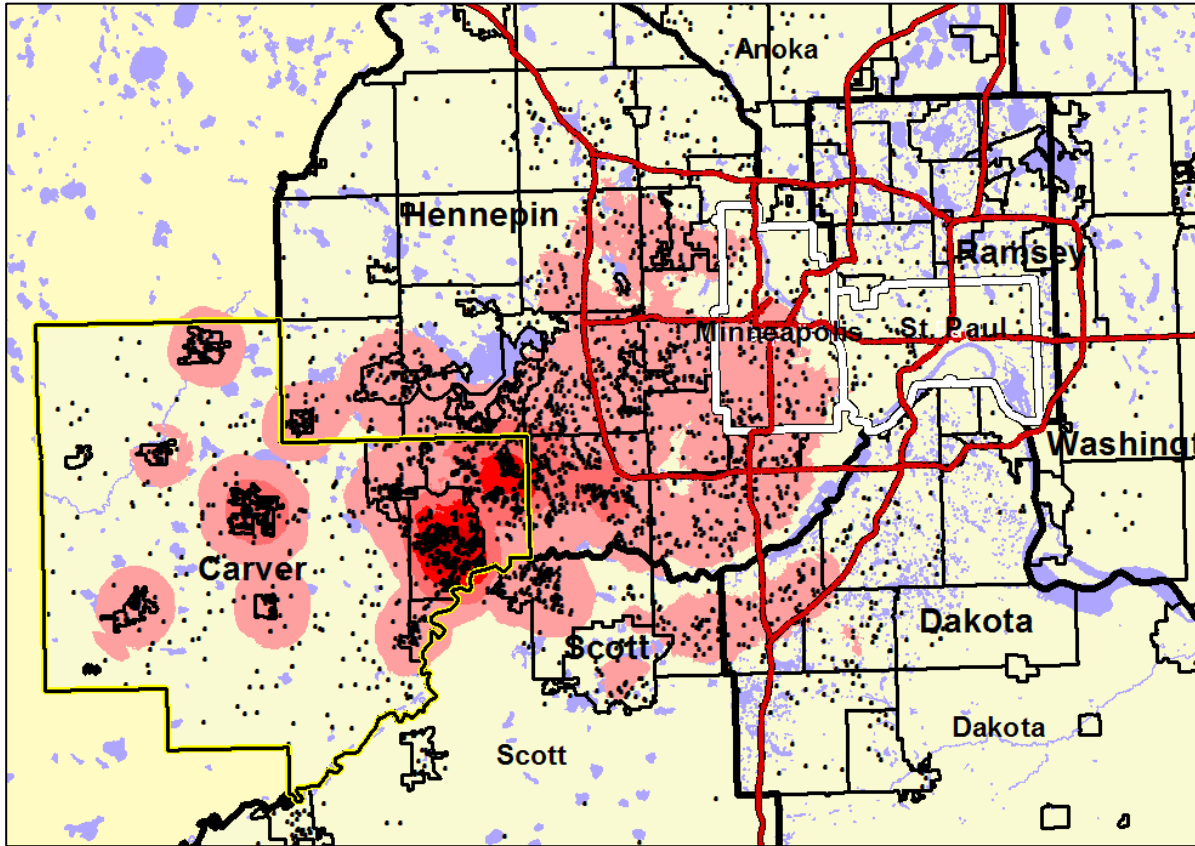 Anoka
Hennepin
Ramsey
Minneapolis
St. Paul
Washingt
Carver
Scott
Dakota
Scott
Dakota